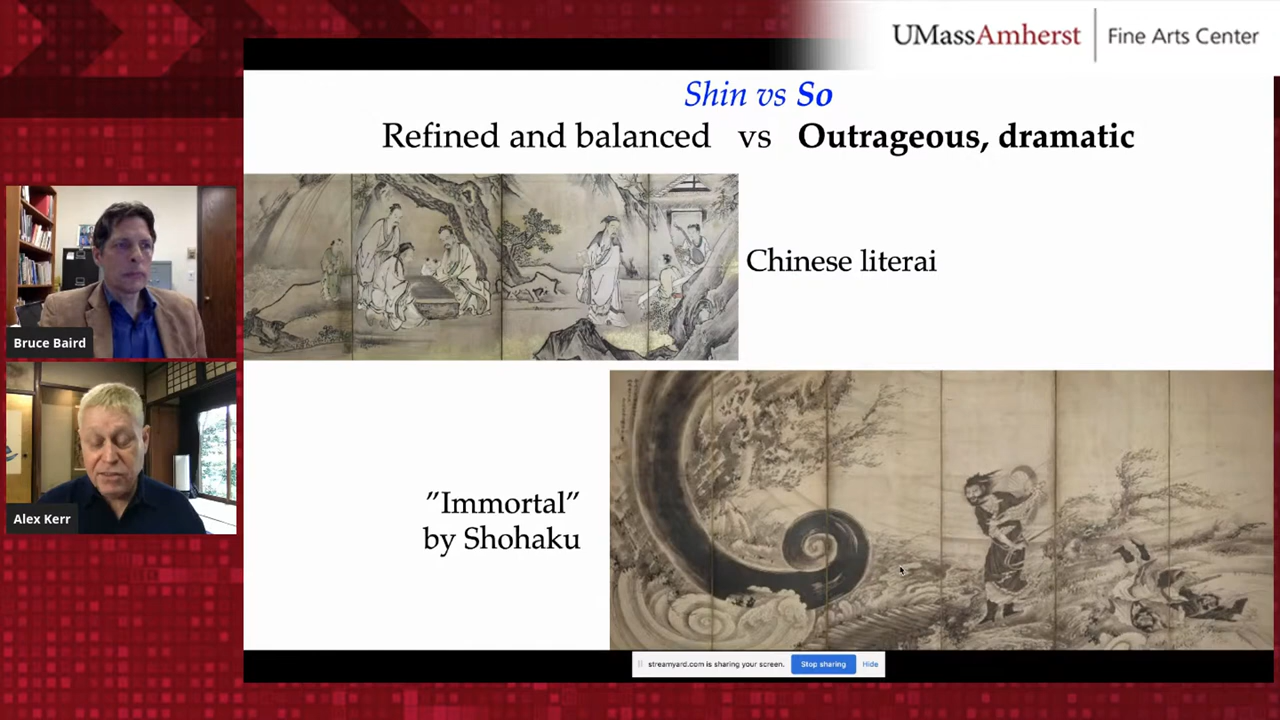 UMassAmherst | Fine Arts Center
Shin vs So
Refined and balanced vs Outrageous, dramatic
Chinese literai
”Immortal”
by Shohaku
Bruce Baird
Alex Kerr
streamyard.com is sharing your screen.
Stop sharing
Hide